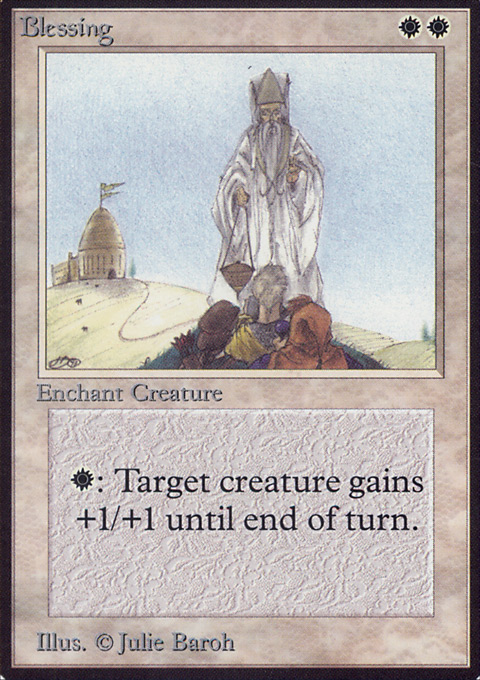 Blessing
Enchant Creature
: Target creature gains
+1/+1 until end of turn.
Illus. © Julie Baroh